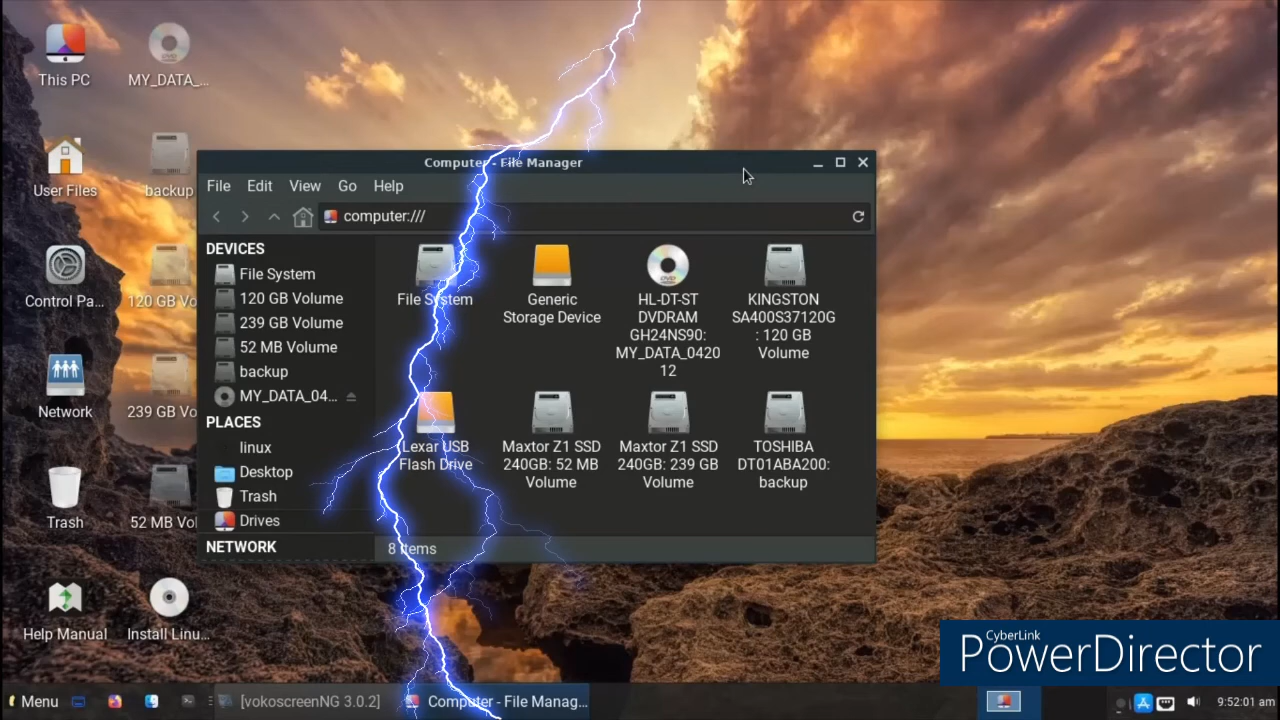 This PC
MY_DATA_...
User Files
backup
Control Pa...
120 GB Vo
Network
239 GB Vo
Trash
52 MB Vol
Help Manual
Install Linu...
Computer - File Manager
File Edit View Go Help
computer:///
DEVICES
File System
120 GB Volume
239 GB Volume
52 MB Volume
backup
MY_DATA_04...
PLACES
linux
Desktop
Trash
Drives
NETWORK
File System
Generic
Storage Device
HL-DT-ST
DVDRAM
GH24NS90:
MY_DATA_0420
12
KINGSTON
SA400S37120G
: 120 GB
Volume
Lexar USB
Flash Drive
Maxtor Z1 SSD
240GB: 52 MB
Volume
Maxtor Z1 SSD
240GB: 239 GB
Volume
TOSHIBA
DT01ABA200:
backup
8 items
CyberLink
PowerDirector
Menu
[vokoscreenNG 3.0.2]
Computer - File Manag...
9:52:01 am